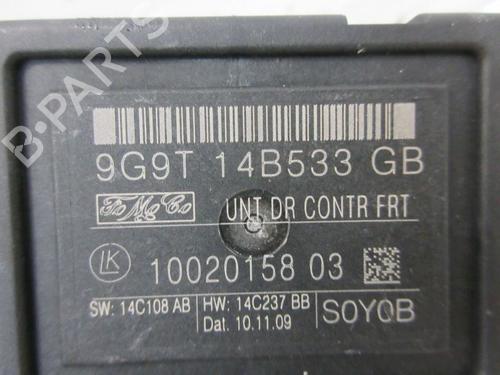 B-PARTS
9G9T 14B533 GB
FoMoCo UNT DR CONTR FRT
LK 10020158 03
SW: 14C108 AB HW: 14C237 BB SOYQB
Dat. 10.11.09